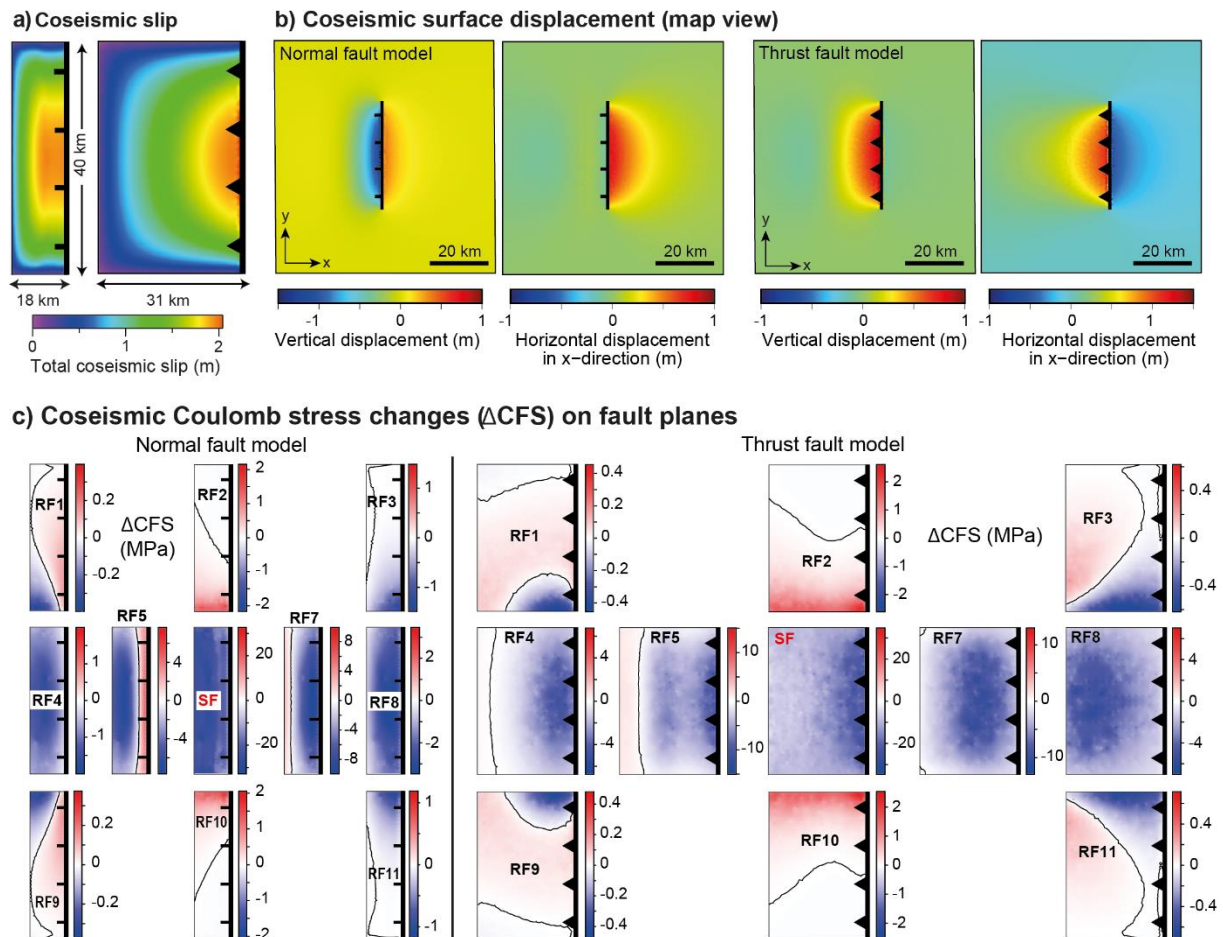 a) Coseismic slip
40 km
18 km
31 km
0
1
2
Total coseismic slip (m)
b) Coseismic surface displacement (map view)
Normal fault model
Thrust fault model
y
x
20 km
20 km
y
x
20 km
20 km
-1
0
1
Vertical displacement (m)
-1
0
1
Horizontal displacement
in x-direction (m)
-1
0
1
Vertical displacement (m)
-1
0
1
Horizontal displacement
in x-direction (m)
c) Coseismic Coulomb stress changes (ΔCFS) on fault planes
Normal fault model
Thrust fault model
RF1
0.2
0
-0.2
ΔCFS
(MPa)
RF2
2
1
0
-1
-2
RF3
1
0
-1
RF1
0.4
0.2
0
-0.2
-0.4
RF2
2
1
0
-1
-2
ΔCFS (MPa)
RF3
0.4
0
-0.4
RF4
1
0
-1
RF5
4
2
0
-2
-4
SF
20
0
-20
RF7
8
4
0
-4
-8
RF8
2
0
-2
RF4
4
0
-4
RF5
10
0
-10
SF
20
0
-20
RF7
10
5
0
-5
-10
RF8
4
0
-4
RF9
0.2
0
-0.2
RF10
2
1
0
-1
-2
RF11
1
0
-1
RF9
0.4
0.2
0
-0.2
-0.4
RF10
2
1
0
-1
-2
RF11
0.4
0
-0.4